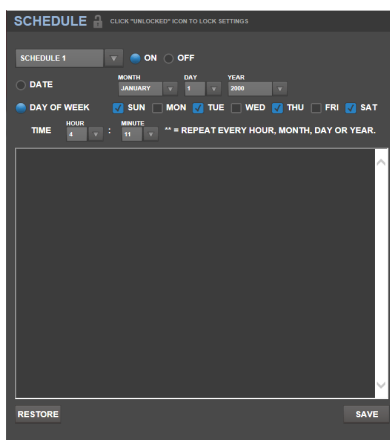 SCHEDULE CLICK "UNLOCKED" ICON TO LOCK SETTINGS
SCHEDULE 1 ON OFF
MONTH DAY YEAR
DATE JANUARY 1 2000
DAY OF WEEK SUN MON TUE WED THU FRI SAT
HOUR MINUTE
TIME 4 : 11 ** = REPEAT EVERY HOUR, MONTH, DAY OR YEAR.
RESTORE SAVE